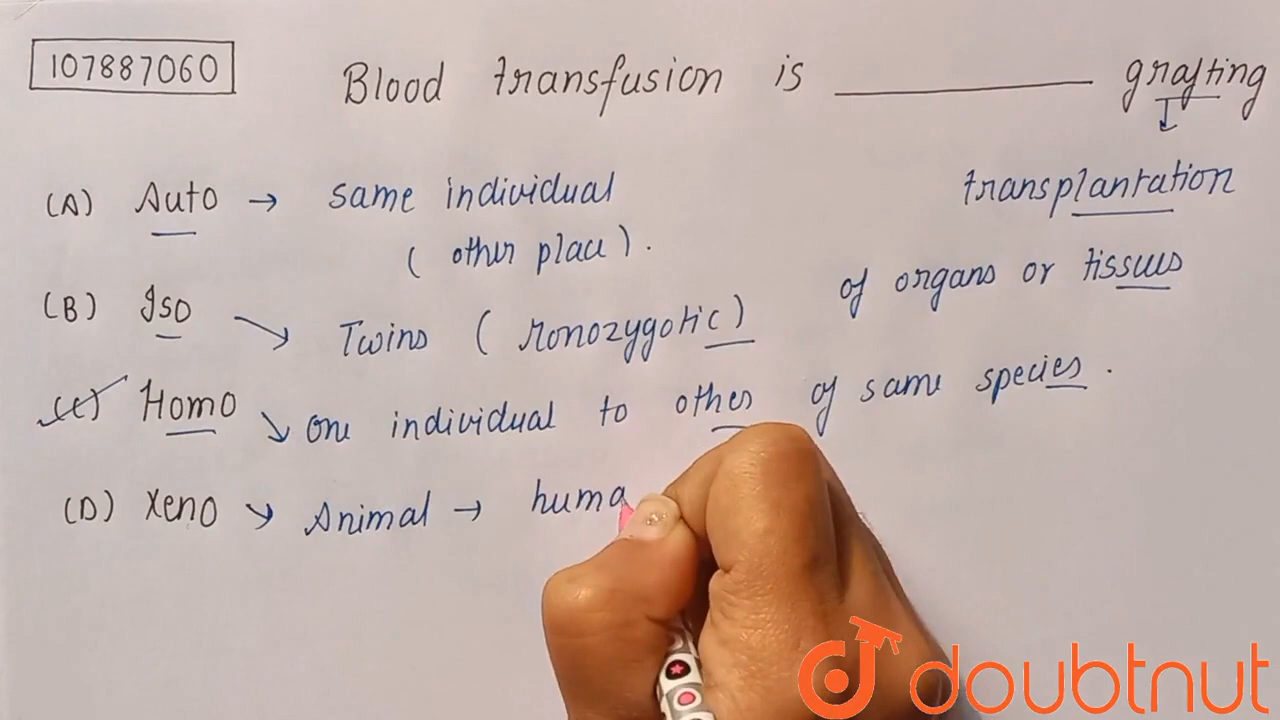 107887060
Blood transfusion is ________ grafting
transplantation
of organs or tissues
(A) Auto → same individual
( other place ).
(B) Iso ↘ Twins ( Monozygotic )
(C) Homo ↘ one individual to other of same species .
(D) Xeno ↘ Animal → huma
doubtnut